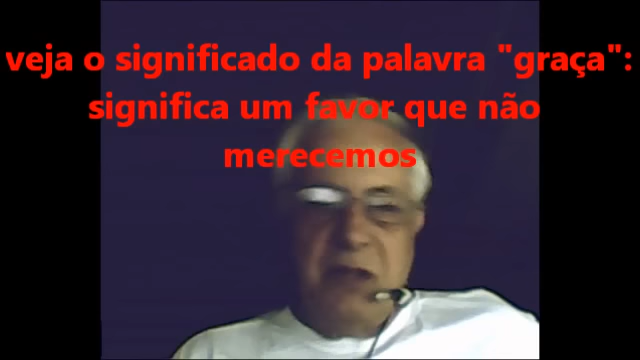 veja o significado da palavra "graça":
significa um favor que não
merecemos